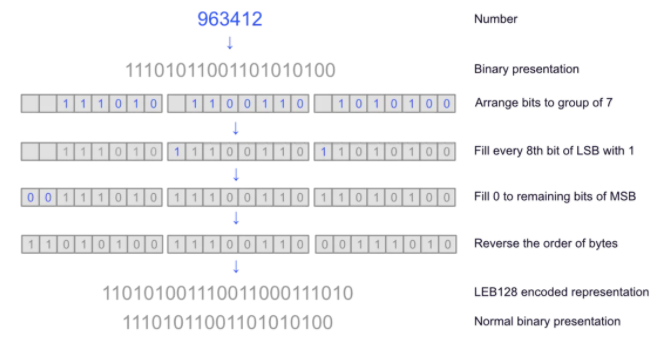 963412 Number
↓
11101011001101010100 Binary presentation
1 1 1 0 1 0 1 1 0 0 1 1 0 1 0 1 0 1 0 0 Arrange bits to group of 7
↓
1 1 1 0 1 0 1 1 1 0 0 1 1 0 1 1 0 1 0 1 0 0 Fill every 8th bit of LSB with 1
↓
0 0 1 1 1 0 1 0 1 1 1 0 0 1 1 0 1 1 0 1 0 1 0 0 Fill 0 to remaining bits of MSB
↓
1 1 0 1 0 1 0 0 1 1 1 0 0 1 1 0 0 0 1 1 1 0 1 0 Reverse the order of bytes
↓
110101001110011000111010 LEB128 encoded representation
11101011001101010100 Normal binary presentation